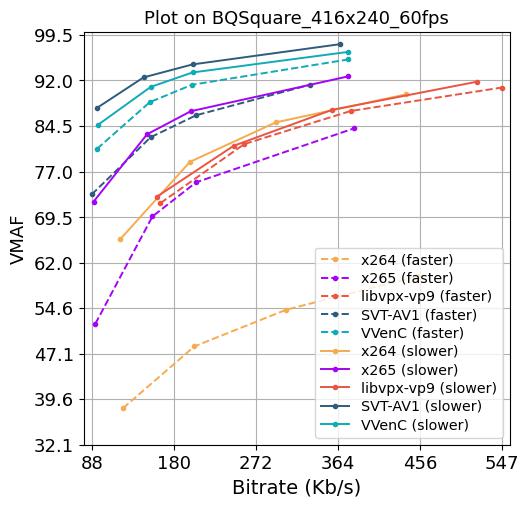 Plot on BQSquare_416x240_60fps
99.5
92.0
84.5
77.0
69.5
62.0
54.6
47.1
39.6
32.1
VMAF
x264 (faster)
x265 (faster)
libvpx-vp9 (faster)
SVT-AV1 (faster)
VVenC (faster)
x264 (slower)
x265 (slower)
libvpx-vp9 (slower)
SVT-AV1 (slower)
VVenC (slower)
88 180 272 364 456 547
Bitrate (Kb/s)